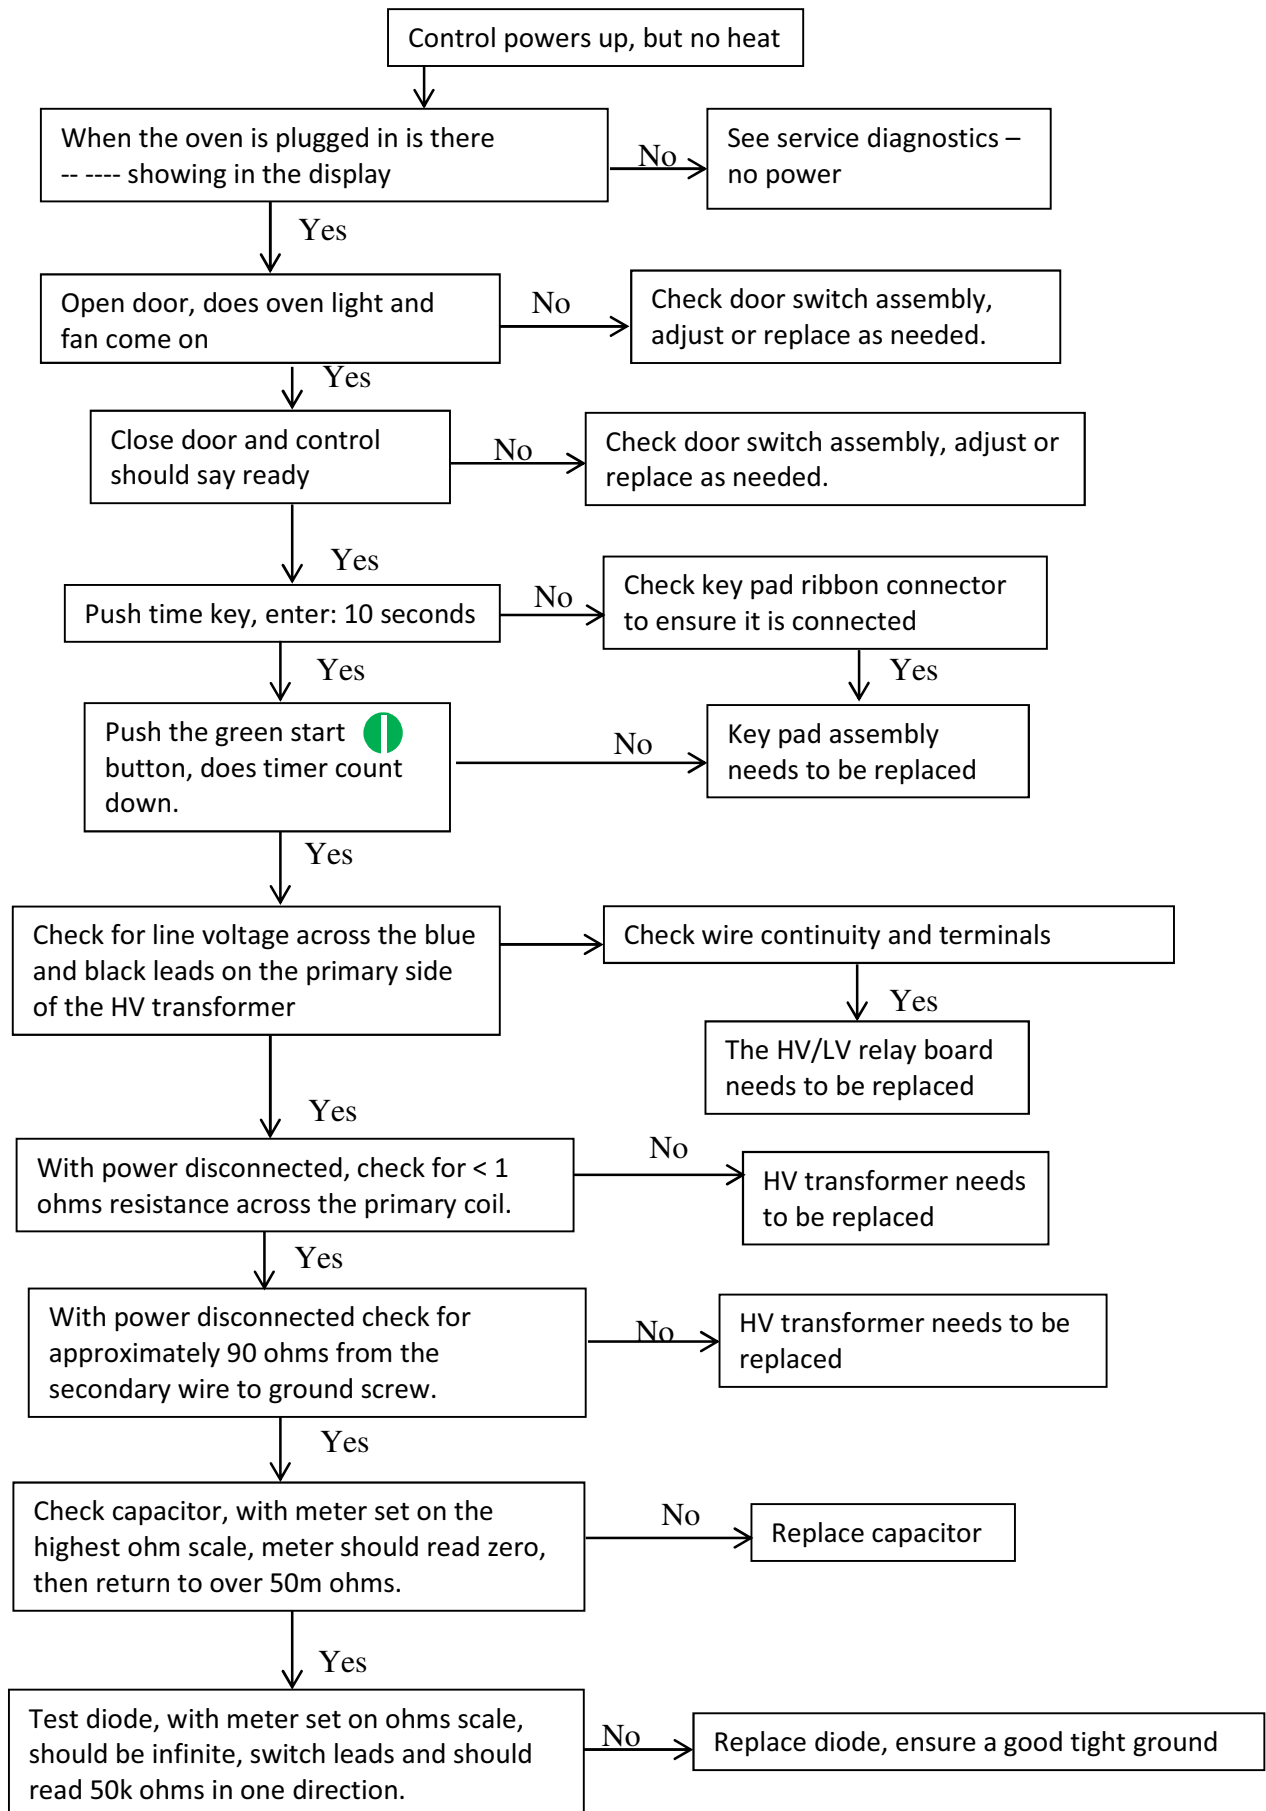 Control powers up, but no heat
When the oven is plugged in is there
-- ---- showing in the display
No
See service diagnostics –
no power
Yes
Open door, does oven light and
fan come on
No
Check door switch assembly,
adjust or replace as needed.
Yes
Close door and control
should say ready
No
Check door switch assembly, adjust or
replace as needed.
Yes
Push time key, enter: 10 seconds
No
Check key pad ribbon connector
to ensure it is connected
Yes
Yes
Push the green start
button, does timer count
down.
No
Key pad assembly
needs to be replaced
Yes
Check for line voltage across the blue
and black leads on the primary side
of the HV transformer
Check wire continuity and terminals
Yes
The HV/LV relay board
needs to be replaced
Yes
With power disconnected, check for < 1
ohms resistance across the primary coil.
No
HV transformer needs
to be replaced
Yes
With power disconnected check for
approximately 90 ohms from the
secondary wire to ground screw.
No
HV transformer needs to be
replaced
Yes
Check capacitor, with meter set on the
highest ohm scale, meter should read zero,
then return to over 50m ohms.
No
Replace capacitor
Yes
Test diode, with meter set on ohms scale,
should be infinite, switch leads and should
read 50k ohms in one direction.
No
Replace diode, ensure a good tight ground